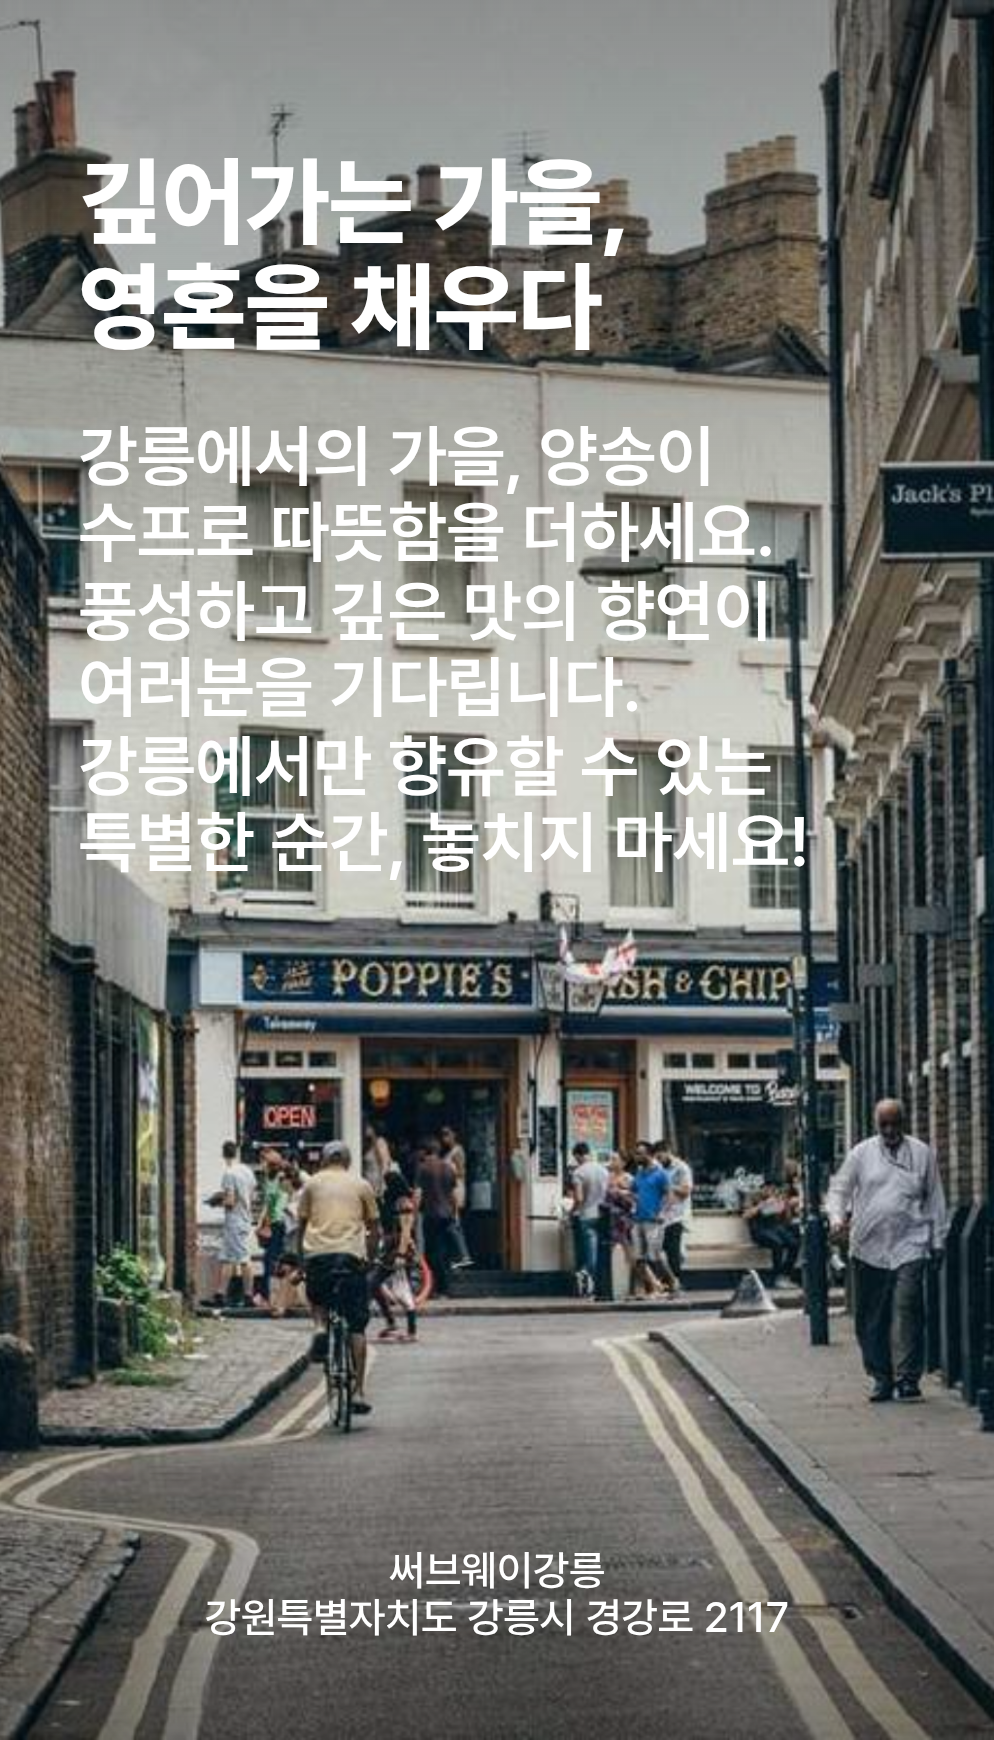 깊어가는 가을,
영혼을 채우다
강릉에서의 가을, 양송이
수프로 따뜻함을 더하세요.
풍성하고 깊은 맛의 향연이
여러분을 기다립니다.
강릉에서만 향유할 수 있는
특별한 순간, 놓치지 마세요!
Jack's Pl
POPPIE'S
ISH & CHIP
Takeaway
WELCOME TO
OPEN
써브웨이강릉
강원특별자치도 강릉시 경강로 2117